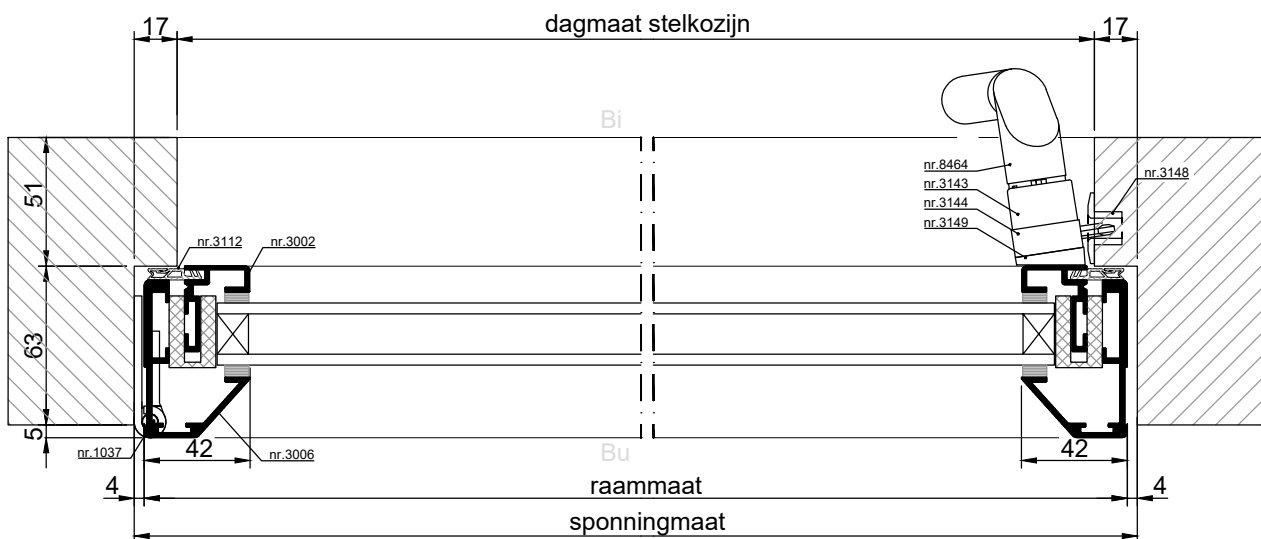 17 dagmaat stelkozijn 17
Bi
nr.8464
nr.3148
nr.3143
51
nr.3144
nr.3149
nr.3112
nr.3002
63
5
nr.1037
42
nr.3006
Bu
42
4 raammaat 4
sponningmaat